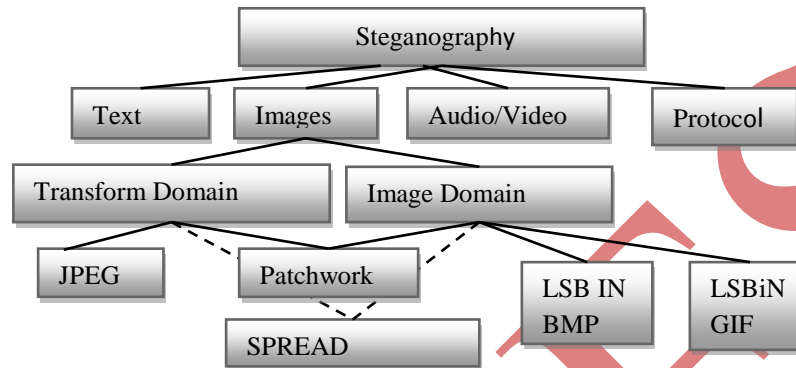 Steganography
Text
Images
Audio/Video
Protocol
Transform Domain
Image Domain
JPEG
Patchwork
LSB IN
BMP
LSBiN
GIF
SPREAD